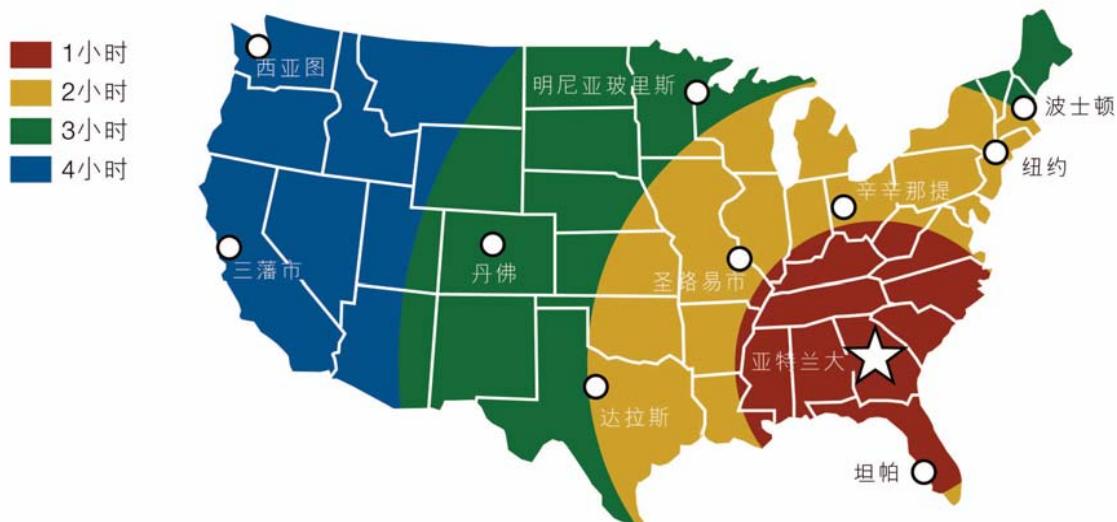 1小时
2小时
3小时
4小时
西亚图
明尼亚玻里斯
波士顿
纽约
辛辛那提
三藩市
丹佛
圣路易市
亚特兰大
达拉斯
坦帕